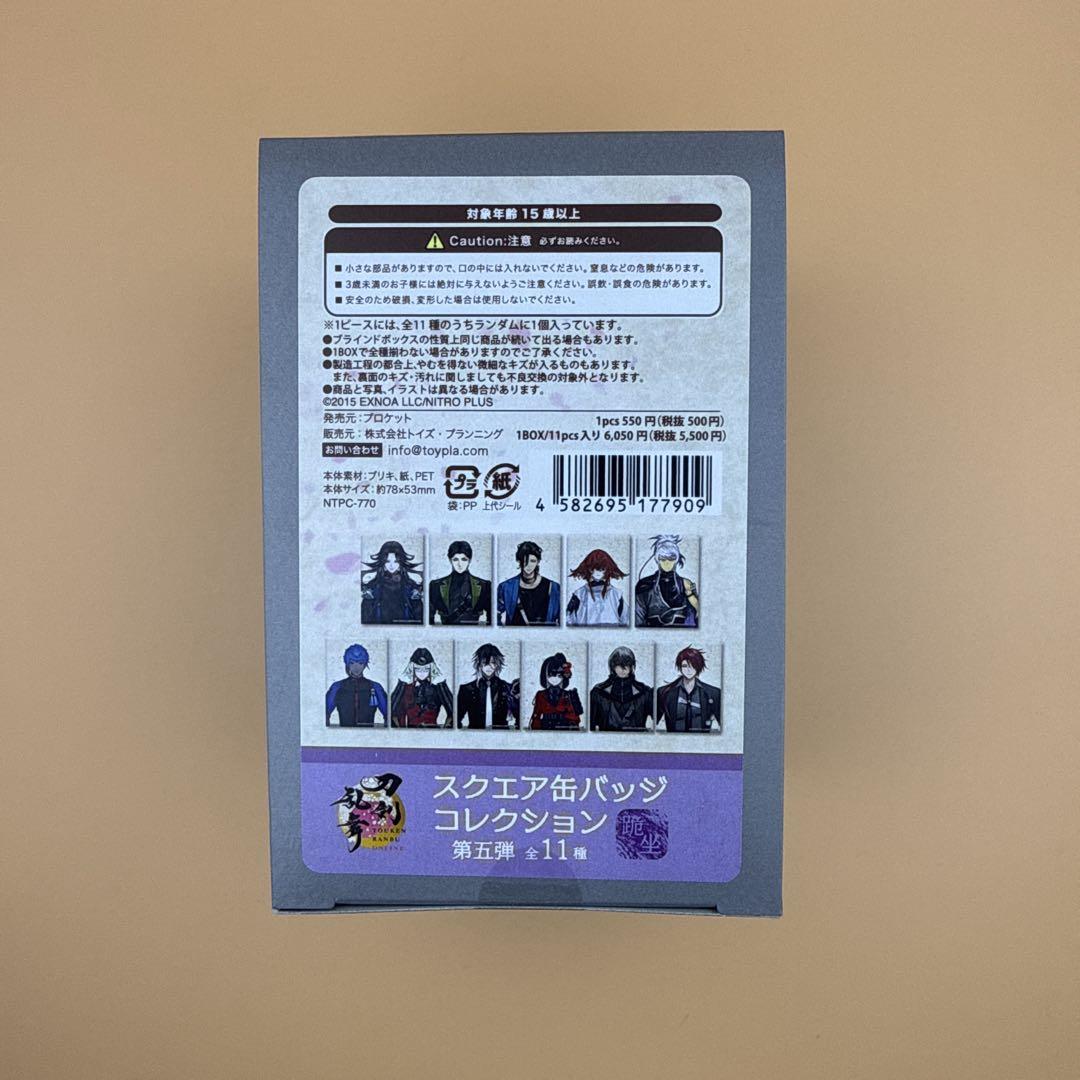 対象年齢15歳以上
Caution:注意 必ずお読みください。
■小さな部品がありますので、口の中には入れないでください。窒息などの危険があります。
■3歳未満のお子様には絶対に与えないようご注意ください。誤飲・誤食の危険があります。
■安全のため破損、変形した場合は使用しないでください。
※1ピースには、全11種のうちランダムに1個入っています。
●ブラインドボックスの性質上同じ商品が続いて出る場合もあります。
●1BOXで全種揃わない場合がありますのでご了承ください。
●製造工程の都合上、やむを得ない微細なキズが入るものもあります。
また、裏面のキズ・汚れに関しましても不良交換の対象外となります。
●商品と写真、イラストは異なる場合があります。
©2015 EXNOA LLC/NITRO PLUS
発売元:プロケット
1pcs 550円(税抜 500円)
販売元:株式会社トイズ・プランニング
1BOX/11pcs入り 6,050円(税抜 5,500円)
お問い合わせ info@toypla.com
本体素材:ブリキ、紙、PET
本体サイズ:約78×53mm
NTPC-770
プラ
袋:PP
紙
上代シール
4 582695 177909
刀剣乱舞
TOUKEN
RANBU
ONLINE
スクエア缶バッジ
コレクション
跪坐
第五弾 全11種